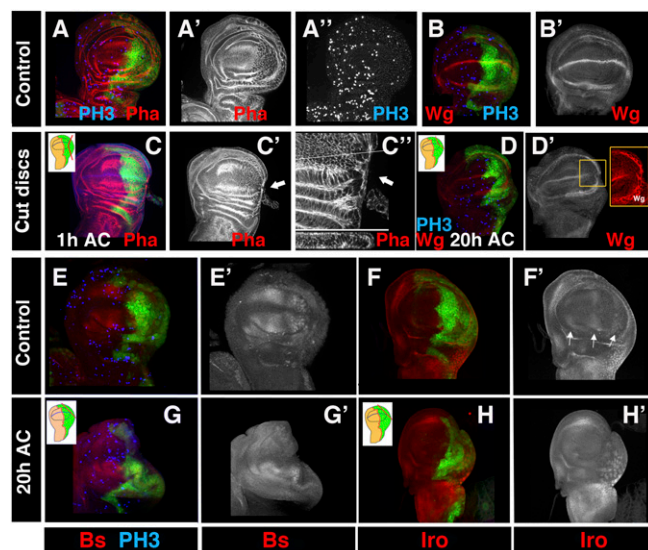 Control
A
PH3 Pha
A'
Pha
A''
PH3
B
Wg PH3
B'
Wg
Cut discs
C
1h AC Pha
C'
Pha
C''
Pha
D
PH3
Wg 20h AC
D'
Wg
Wg
Control
E
E'
F
F'
20h AC
G
G'
H
H'
Bs PH3
Bs
Iro
Iro